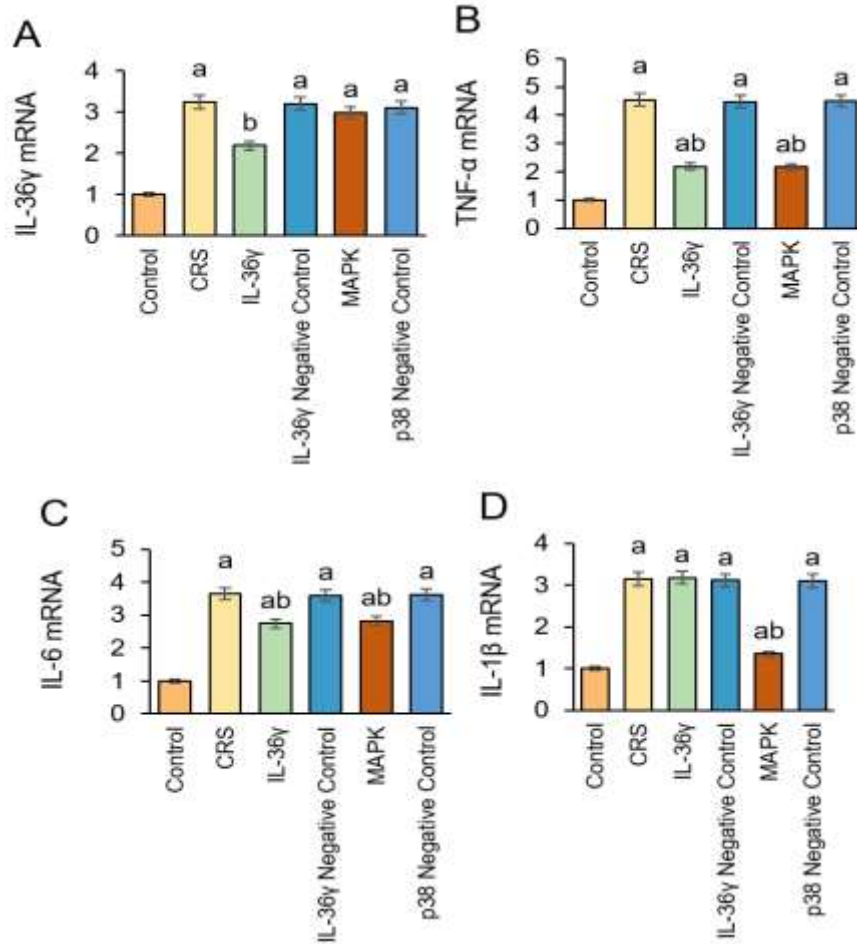 A
IL-36γ mRNA
4
3
2
1
0
a
b
a
a
a
Control
CRS
IL-36γ
IL-36γ Negative Control
MAPK
p38 Negative Control
B
TNF-α mRNA
6
5
4
3
2
1
0
a
ab
a
ab
a
Control
CRS
IL-36γ
IL-36γ Negative Control
MAPK
p38 Negative Control
C
IL-6 mRNA
5
4
3
2
1
0
a
ab
a
ab
a
Control
CRS
IL-36γ
IL-36γ Negative Control
MAPK
p38 Negative Control
D
IL-1β mRNA
4
3
2
1
0
a
a
a
ab
a
Control
CRS
IL-36γ
IL-36γ Negative Control
MAPK
p38 Negative Control